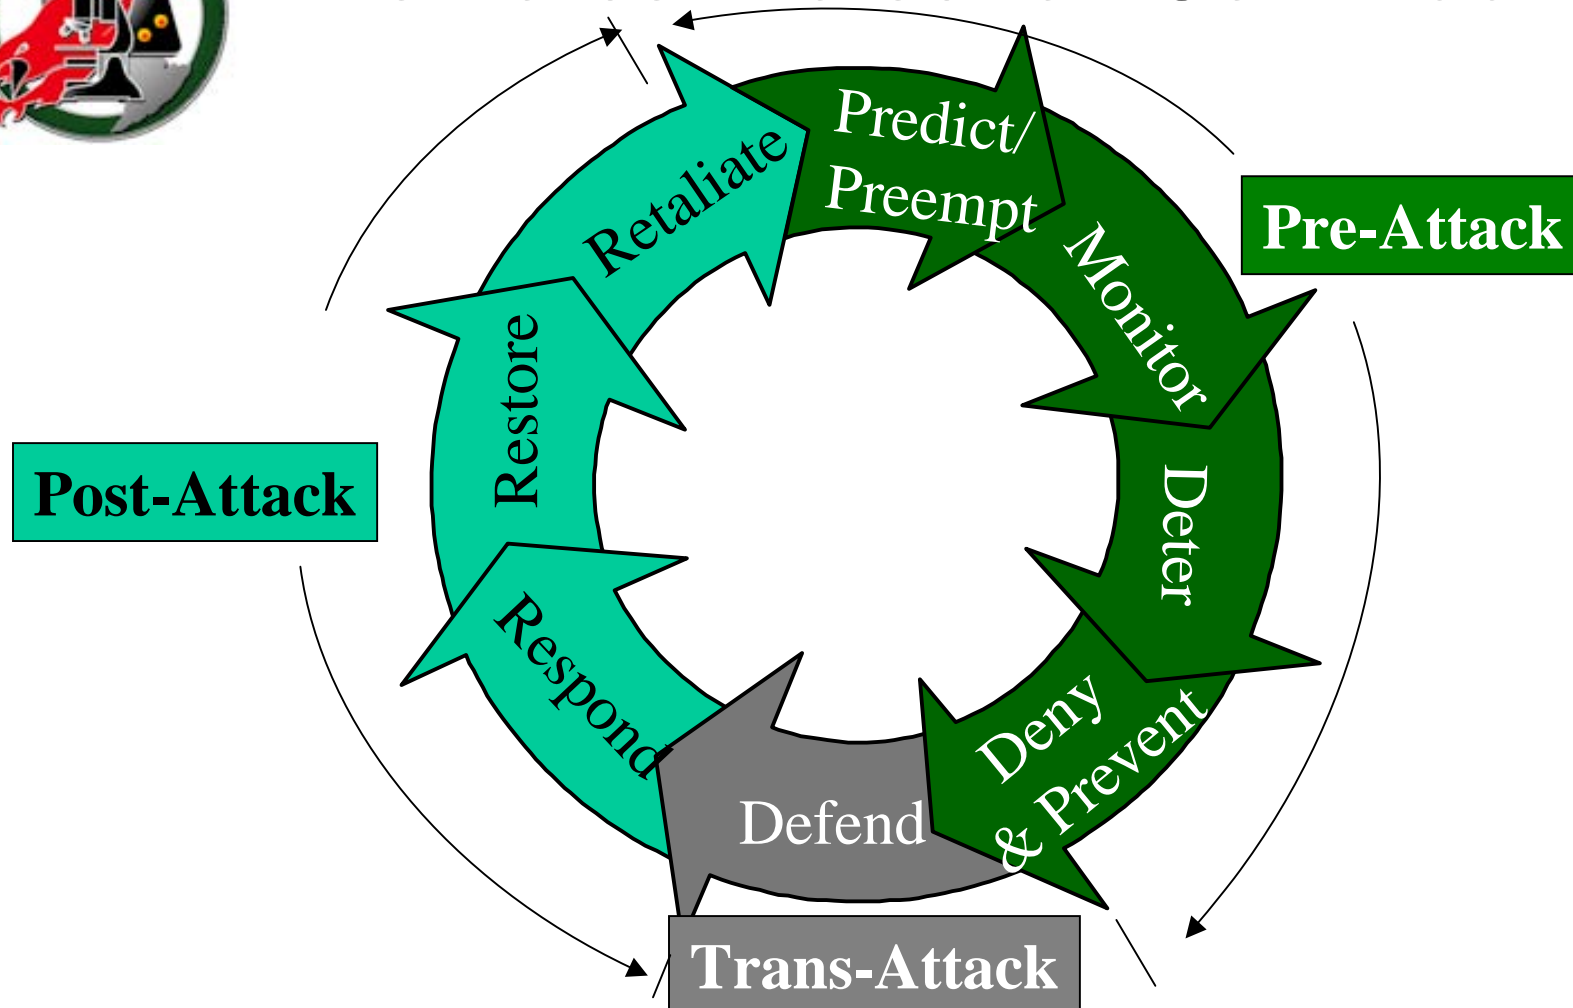 Predict/
Preempt
Monitor
Deter
Deny
& Prevent
Defend
Respond
Restore
Retaliate
Pre-Attack
Trans-Attack
Post-Attack